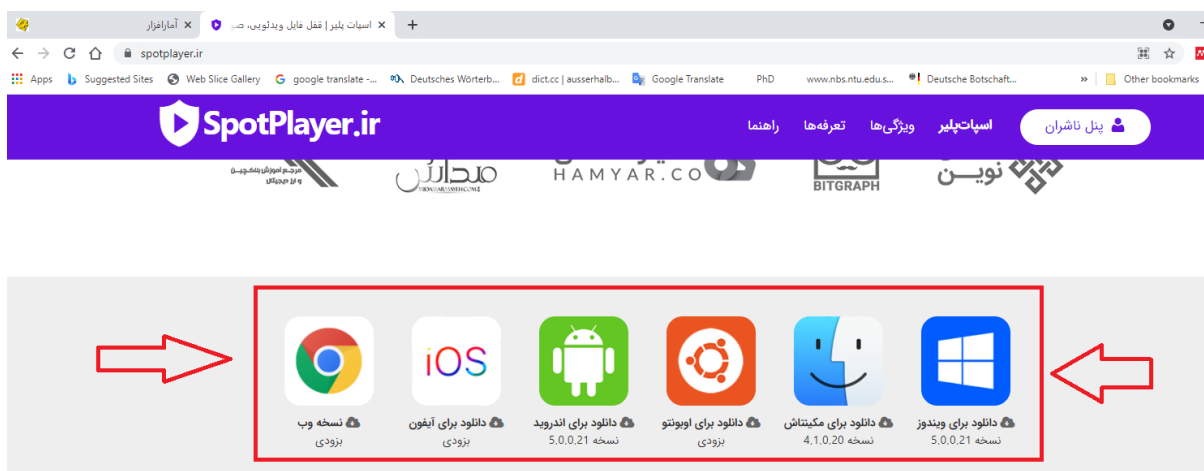 آمارافزار
اسپات پلیر | قفل فایل ویدئویی، صو
spotplayer.ir
Apps
Suggested Sites
Web Slice Gallery
google translate -...
Deutsches Wörterb...
dict.cc | ausserhalb...
Google Translate
PhD
www.nbs.ntu.edu.s...
Deutsche Botschaft...
»
Other bookmarks
SpotPlayer.ir
پنل ناشران
اسپات‌پلیر
ویژگی‌ها
تعرفه‌ها
راهنما
نویــن
BITGRAPH
HAMYAR.CO
و ارز دیجیتال
iOS
دانلود برای ویندوز
نسخه 5,0,0,21
دانلود برای مکینتاش
نسخه 4,1,0,20
دانلود برای اوبونتو
بزودی
دانلود برای اندروید
نسخه 5,0,0,21
دانلود برای آیفون
بزودی
نسخه وب
بزودی